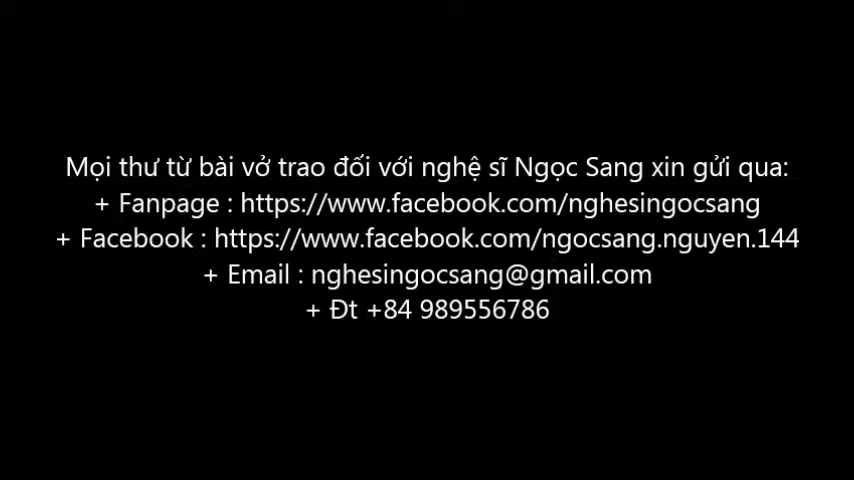 Mọi thư từ bài vở trao đổi với nghệ sĩ Ngọc Sang xin gửi qua:
+ Fanpage : https://www.facebook.com/nghesingocsang
+ Facebook : https://www.facebook.com/ngocsang.nguyen.144
+ Email : nghesingocsang@gmail.com
+ Đt +84 989556786